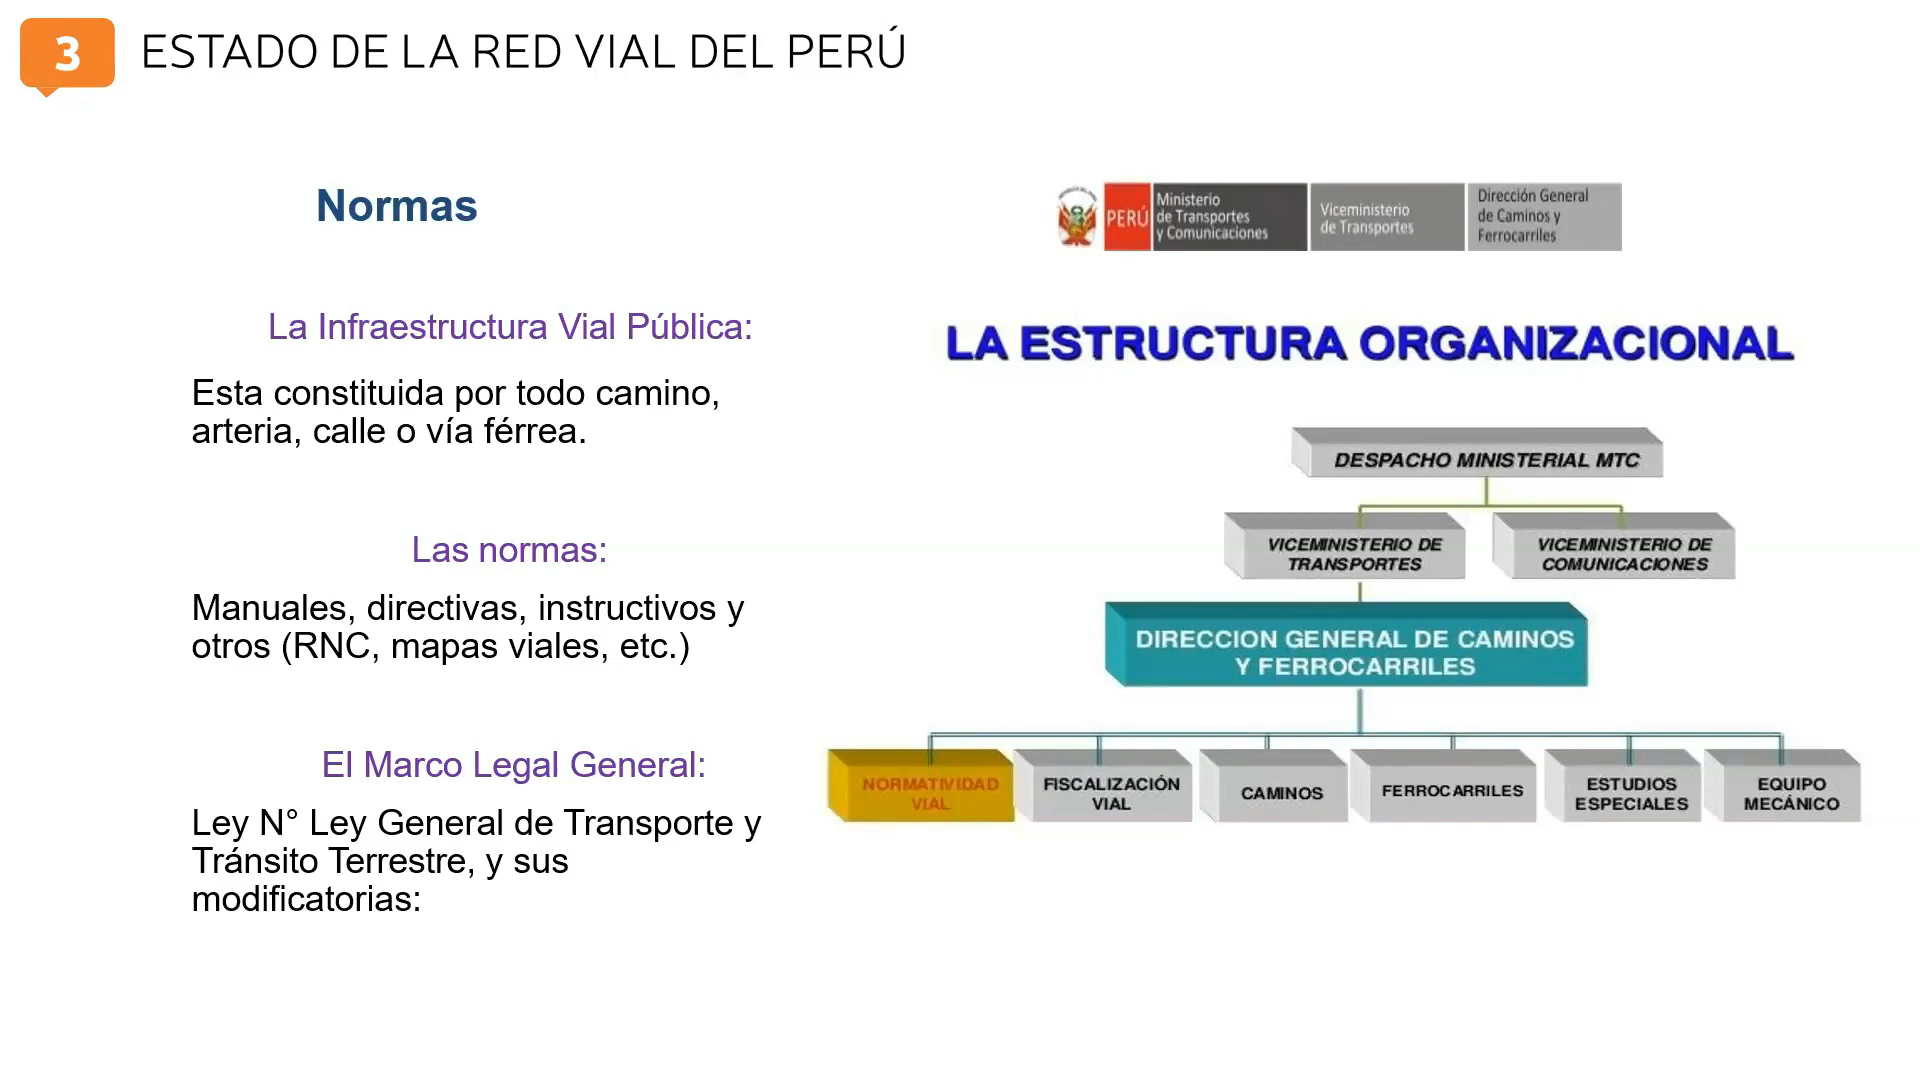 3
ESTADO DE LA RED VIAL DEL PERÚ
Normas
La Infraestructura Vial Pública:
Esta constituida por todo camino,
arteria, calle o vía férrea.
Las normas:
Manuales, directivas, instructivos y
otros (RNC, mapas viales, etc.)
El Marco Legal General:
Ley N° Ley General de Transporte y
Tránsito Terrestre, y sus
modificatorias:
PERÚ
Ministerio
de Transportes
y Comunicaciones
Viceministerio
de Transportes
Dirección General
de Caminos y
Ferrocarriles
LA ESTRUCTURA ORGANIZACIONAL
DESPACHO MINISTERIAL MTC
VICEMINISTERIO DE
TRANSPORTES
VICEMINISTERIO DE
COMUNICACIONES
DIRECCION GENERAL DE CAMINOS
Y FERROCARRILES
NORMATIVIDAD
VIAL
FISCALIZACIÓN
VIAL
CAMINOS
FERROCARRILES
ESTUDIOS
ESPECIALES
EQUIPO
MECÁNICO